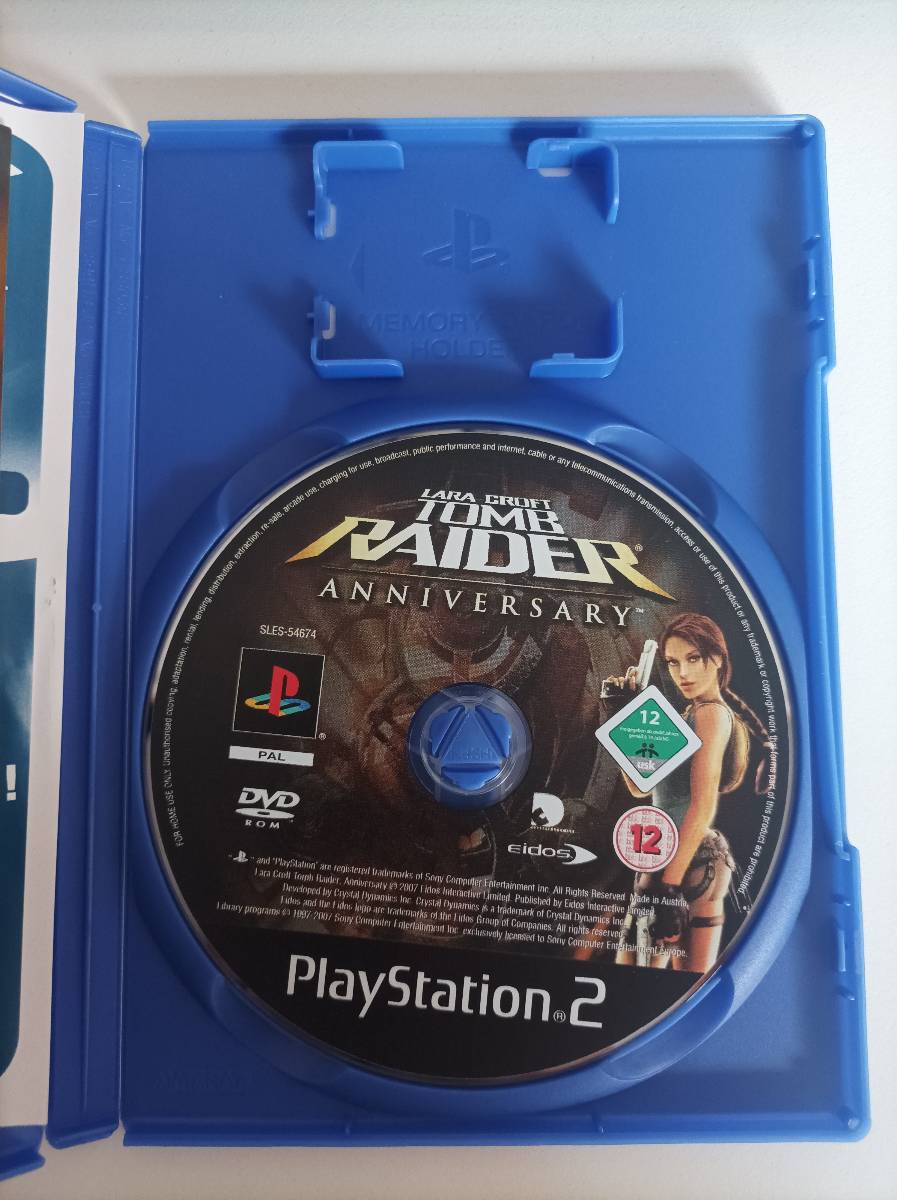 MEMORY
HOLDE
FOR HOME USE ONLY. Unauthorised copying, adaptation, rental, lending, distribution, extraction, re-sale, arcade use, charging for use, broadcast, public performance and internet, cable or any telecommunications transmission, access or use of this product or any trademark or copyright work that forms part of this product are prohibited.
LARA CROFT
TOMB
RAIDER®
ANNIVERSARY™
SLES-54674
®
PAL
DVD
ROM
12
usk
12
eidos
™ and "PlayStation" are registered trademarks of Sony Computer Entertainment Inc. All Rights Reserved. Made in Austria.
Lara Croft Tomb Raider: Anniversary © 2007 Eidos Interactive Limited. Published by Eidos Interactive Limited.
Developed by Crystal Dynamics Inc. Crystal Dynamics is a trademark of Crystal Dynamics Inc.
Eidos and the Eidos logo are trademarks of the Eidos Group of Companies. All rights reserved.
Library programs © 1997-2007 Sony Computer Entertainment Inc. exclusively licensed to Sony Computer Entertainment Europe.
PlayStation®2
!